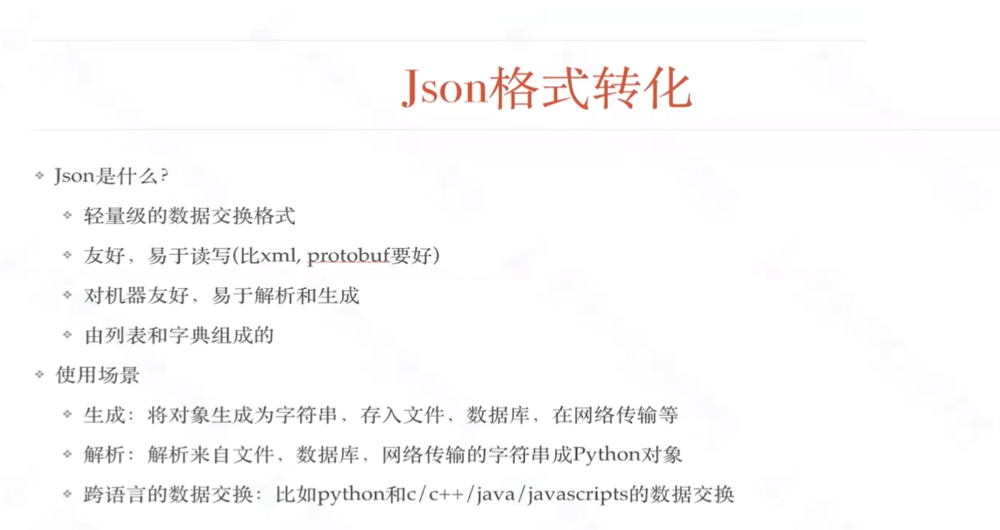 Json格式转化
Json是什么?
轻量级的数据交换格式
友好，易于读写(比xml, protobuf要好)
对机器友好，易于解析和生成
由列表和字典组成的
使用场景
生成：将对象生成为字符串，存入文件，数据库，在网络传输等
解析：解析来自文件，数据库，网络传输的字符串成Python对象
跨语言的数据交换：比如python和c/c++/java/javascripts的数据交换